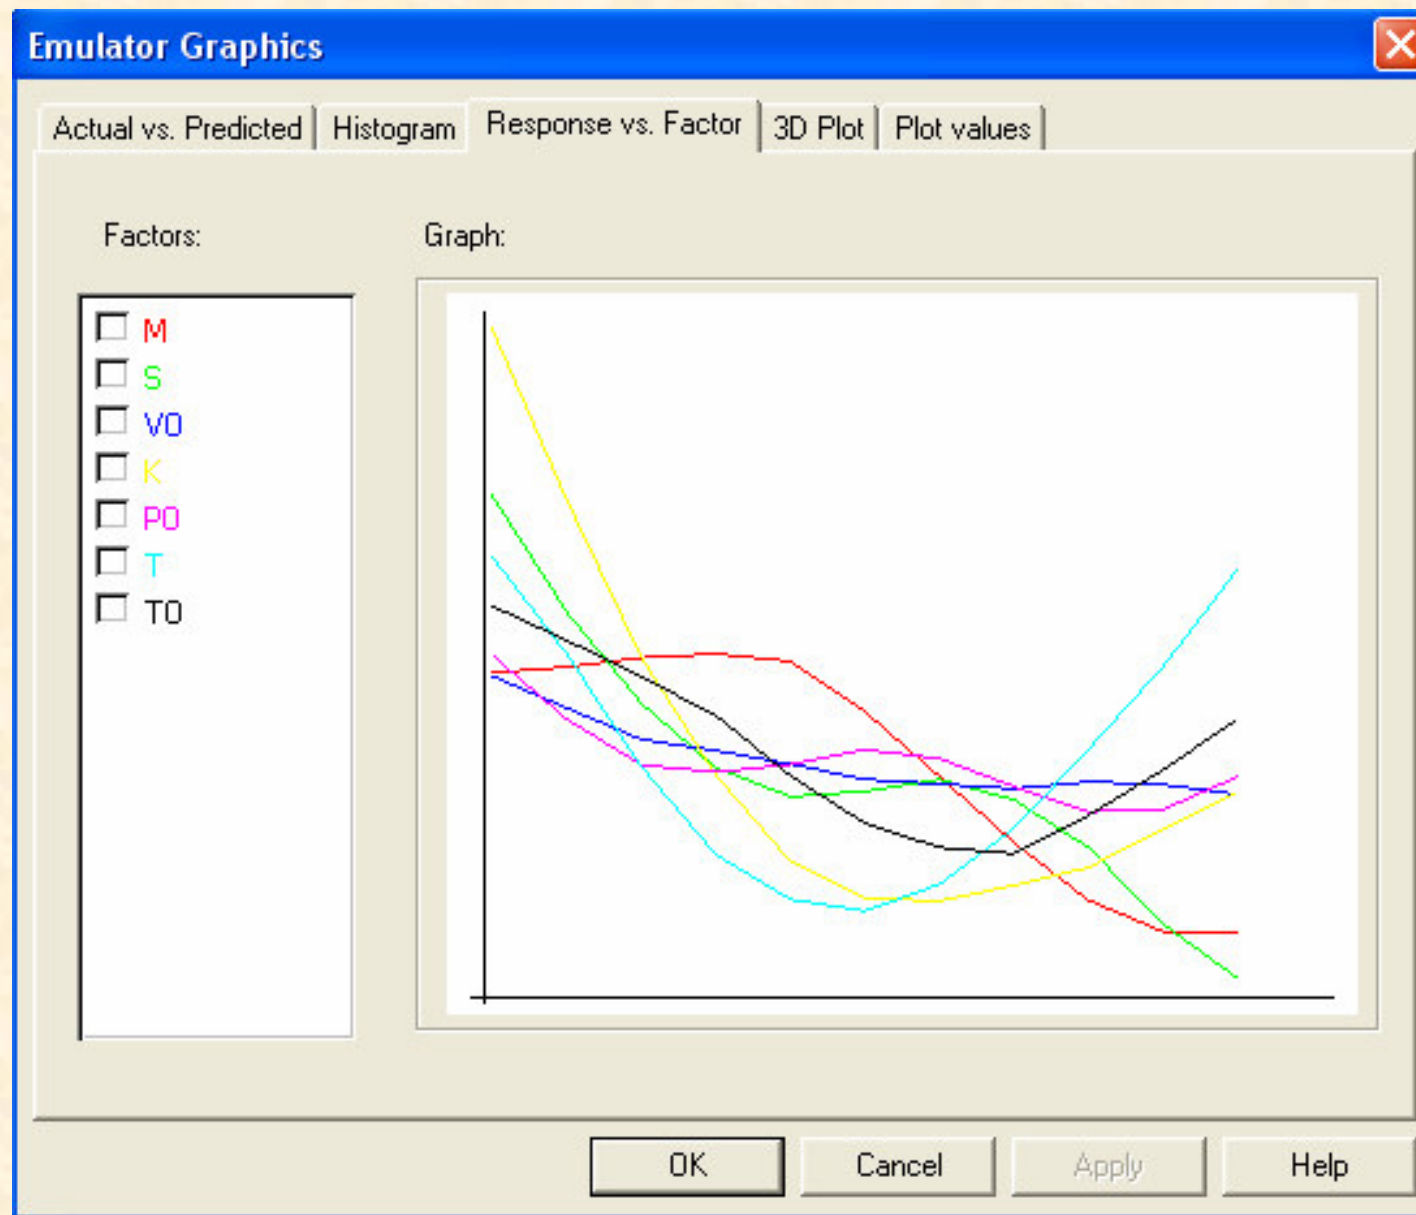 Emulator Graphics
Actual vs. Predicted Histogram Response vs. Factor 3D Plot Plot values
Factors: Graph:
M
S
V0
K
P0
T
T0
OK Cancel Apply Help